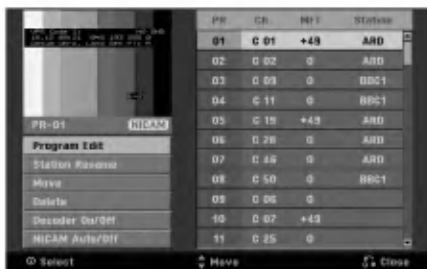 PR. CH. MFT Station
01 C 01 +49 ARD
02 C 02 0 ARD
03 C 09 0 BBC1
04 C 11 0 BBC1
05 C 19 +49 ARD
06 C 28 0 ARD
07 C 46 0 ARD
08 C 50 0 BBC1
09 C 06 0
10 C 07 +49
11 C 25 0
PR-01 NICAM
Program Edit
Station Rename
Move
Delete
Decoder On/Off
NICAM Auto/Off
Select Move Close